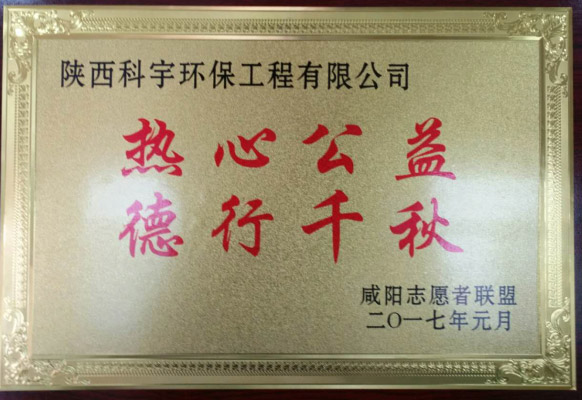 陕西科宇环保工程有限公司
热心公益
德行千秋
咸阳志愿者联盟
二〇一七年元月